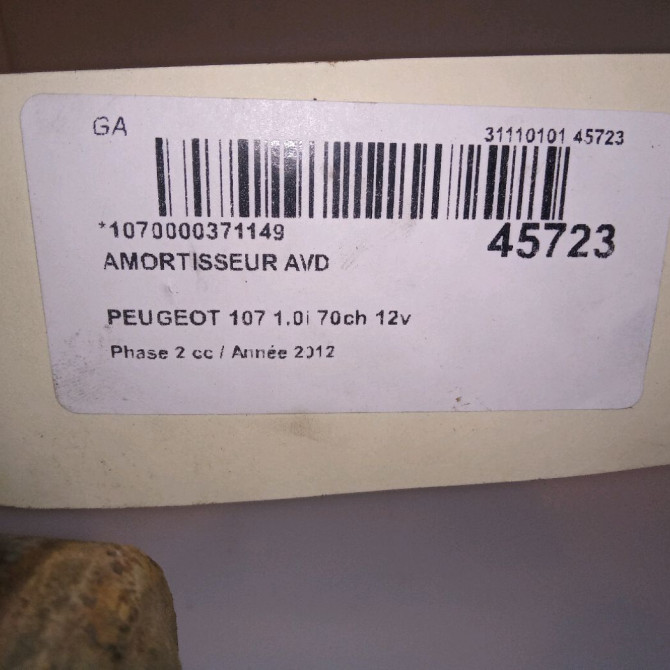 GA
31110101 45723
*1070000371149
45723
AMORTISSEUR AVD
PEUGEOT 107 1.0i 70ch 12v
Phase 2 cc / Année 2012